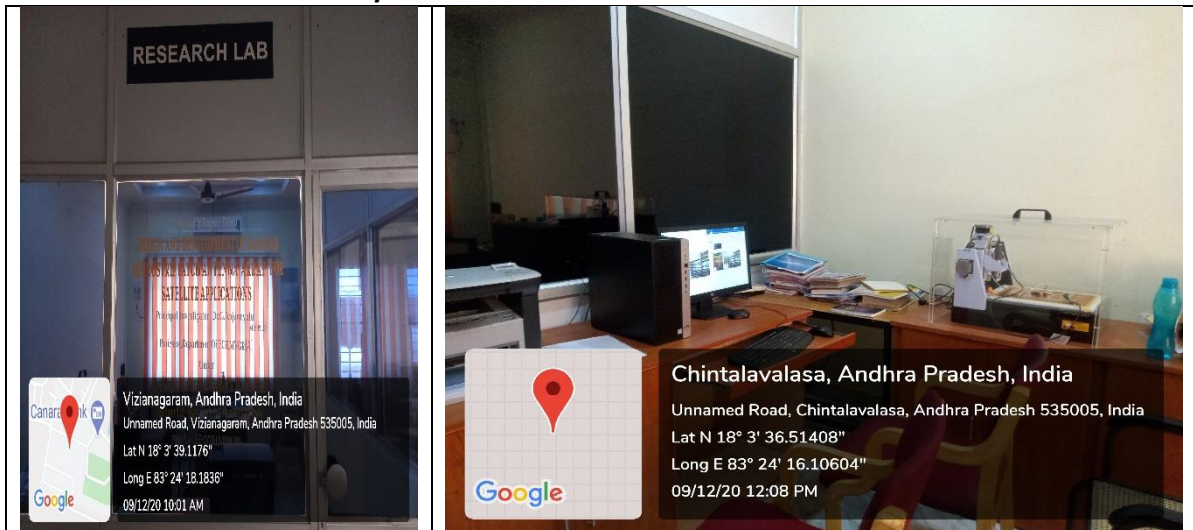 RESEARCH LAB
SATELLITE APPLICATIONS
Canara
Vizianagaram, Andhra Pradesh, India
Unnamed Road, Vizianagaram, Andhra Pradesh 535005, India
Lat N 18° 3' 39.1176"
Long E 83° 24' 18.1836"
09/12/20 10:01 AM
Google
Chintalavalasa, Andhra Pradesh, India
Unnamed Road, Chintalavalasa, Andhra Pradesh 535005, India
Lat N 18° 3' 36.51408"
Long E 83° 24' 16.10604"
09/12/20 12:08 PM
Google